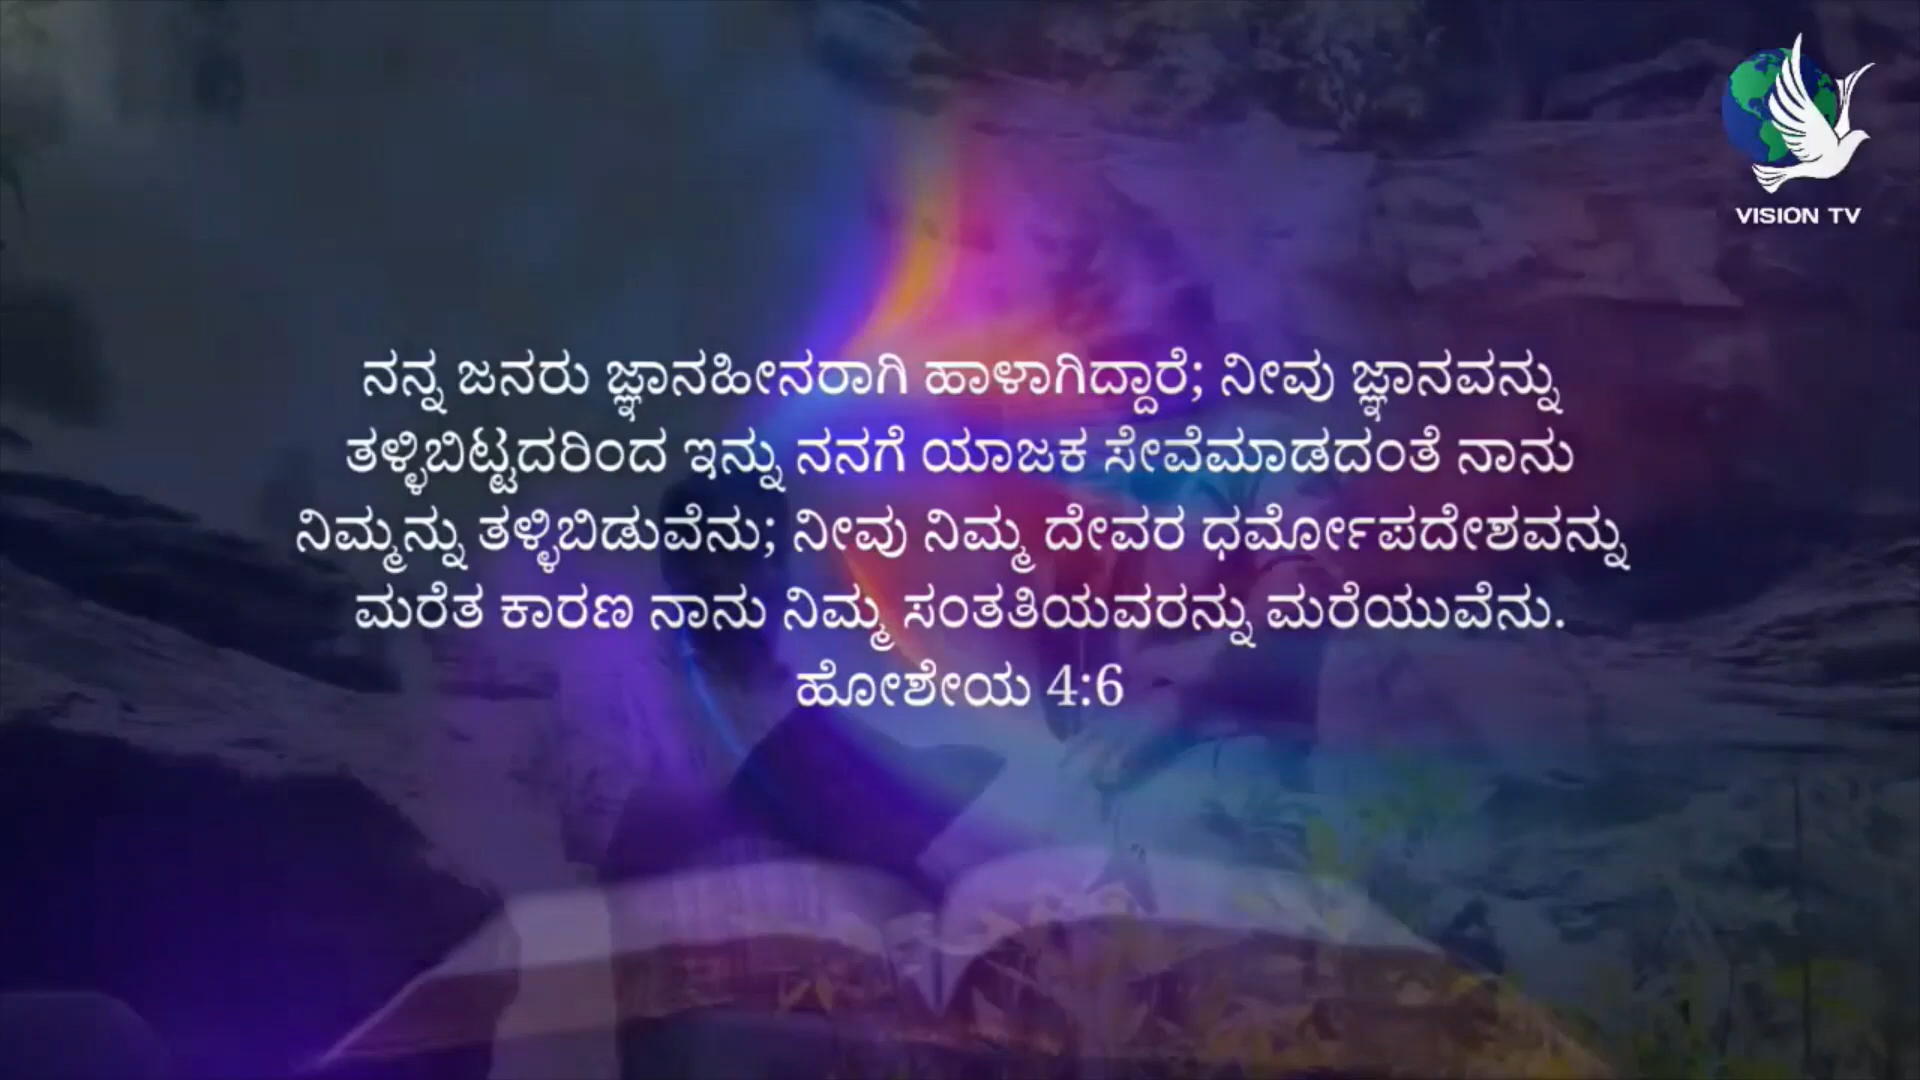 VISION TV
ನನ್ನ ಜನರು ಜ್ಞಾನಹೀನರಾಗಿ ಹಾಳಾಗಿದ್ದಾರೆ; ನೀವು ಜ್ಞಾನವನ್ನು
ತಳ್ಳಿಬಿಟ್ಟದರಿಂದ ಇನ್ನು ನನಗೆ ಯಾಜಕ ಸೇವೆಮಾಡದಂತೆ ನಾನು
ನಿಮ್ಮನ್ನು ತಳ್ಳಿಬಿಡುವೆನು; ನೀವು ನಿಮ್ಮ ದೇವರ ಧರ್ಮೋಪದೇಶವನ್ನು
ಮರೆತ ಕಾರಣ ನಾನು ನಿಮ್ಮ ಸಂತತಿಯವರನ್ನು ಮರೆಯುವೆನು.
ಹೋಶೇಯ 4:6